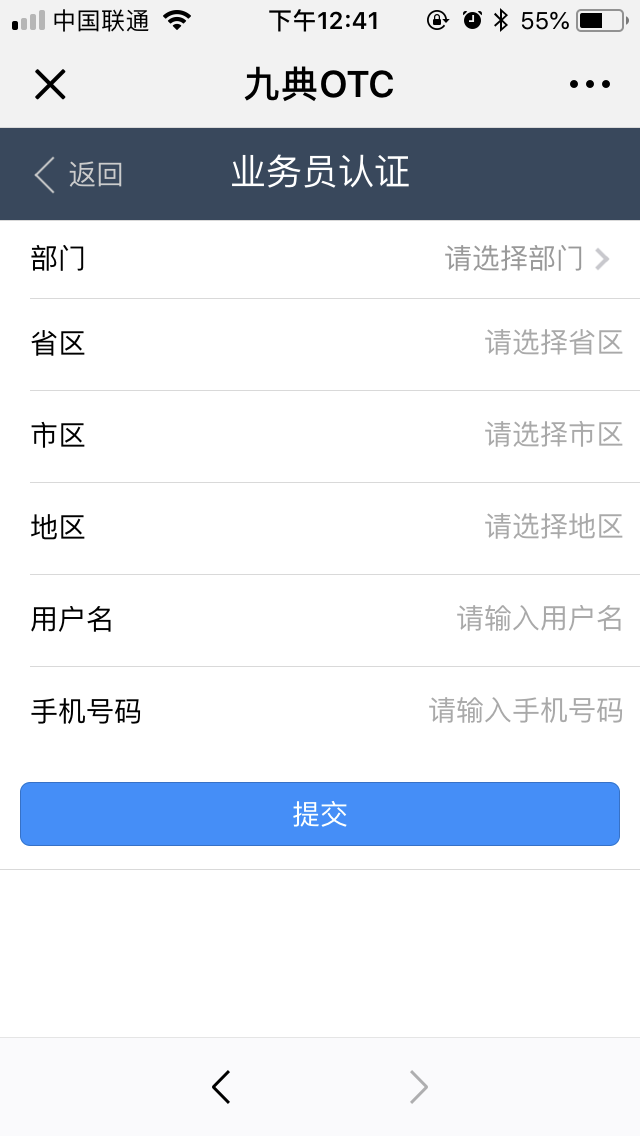 中国联通 下午12:41 55%
九典OTC
返回 业务员认证
部门 请选择部门
省区 请选择省区
市区 请选择市区
地区 请选择地区
用户名 请输入用户名
手机号码 请输入手机号码
提交